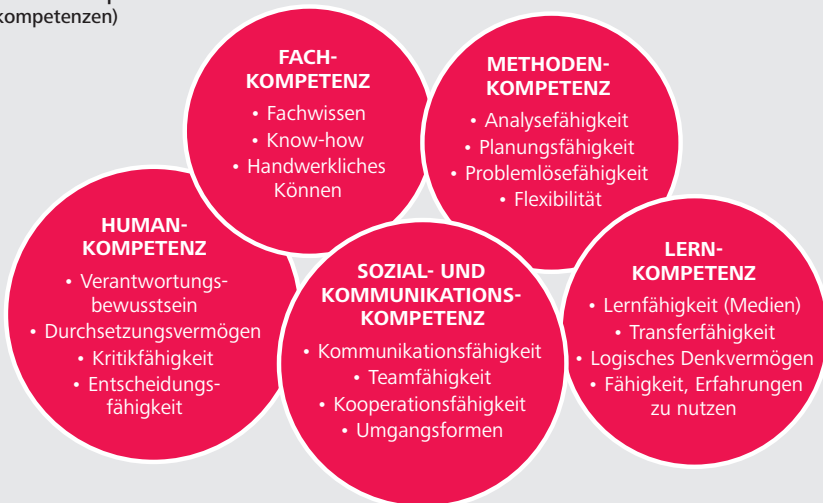 kompetenzen)
FACH-
KOMPETENZ
• Fachwissen
• Know-how
• Handwerkliches
Können
METHODEN-
KOMPETENZ
• Analysefähigkeit
• Planungsfähigkeit
• Problemlösefähigkeit
• Flexibilität
HUMAN-
KOMPETENZ
• Verantwortungs-
bewusstsein
• Durchsetzungsvermögen
• Kritikfähigkeit
• Entscheidungs-
fähigkeit
SOZIAL- UND
KOMMUNIKATIONS-
KOMPETENZ
• Kommunikationsfähigkeit
• Teamfähigkeit
• Kooperationsfähigkeit
• Umgangsformen
LERN-
KOMPETENZ
• Lernfähigkeit (Medien)
• Transferfähigkeit
• Logisches Denkvermögen
• Fähigkeit, Erfahrungen
zu nutzen